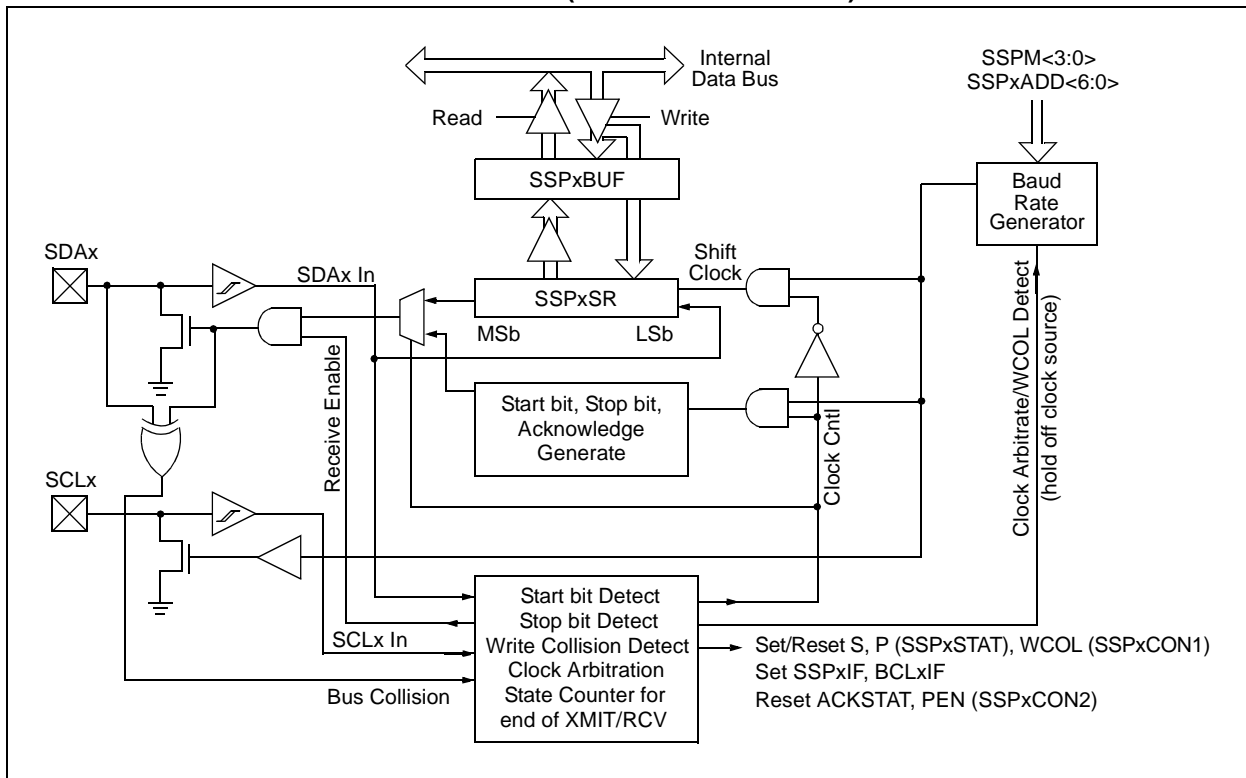 Internal
Data Bus
SSPM<3:0>
SSPxADD<6:0>
Read
Write
SSPxBUF
Baud
Rate
Generator
SDAx
SDAx In
Shift
Clock
SSPxSR
MSb
LSb
Start bit, Stop bit,
Acknowledge
Generate
Receive Enable
Clock Cntl
Clock Arbitrate/WCOL Detect
(hold off clock source)
SCLx
SCLx In
Bus Collision
Start bit Detect
Stop bit Detect
Write Collision Detect
Clock Arbitration
State Counter for
end of XMIT/RCV
Set/Reset S, P (SSPxSTAT), WCOL (SSPxCON1)
Set SSPxIF, BCLxIF
Reset ACKSTAT, PEN (SSPxCON2)